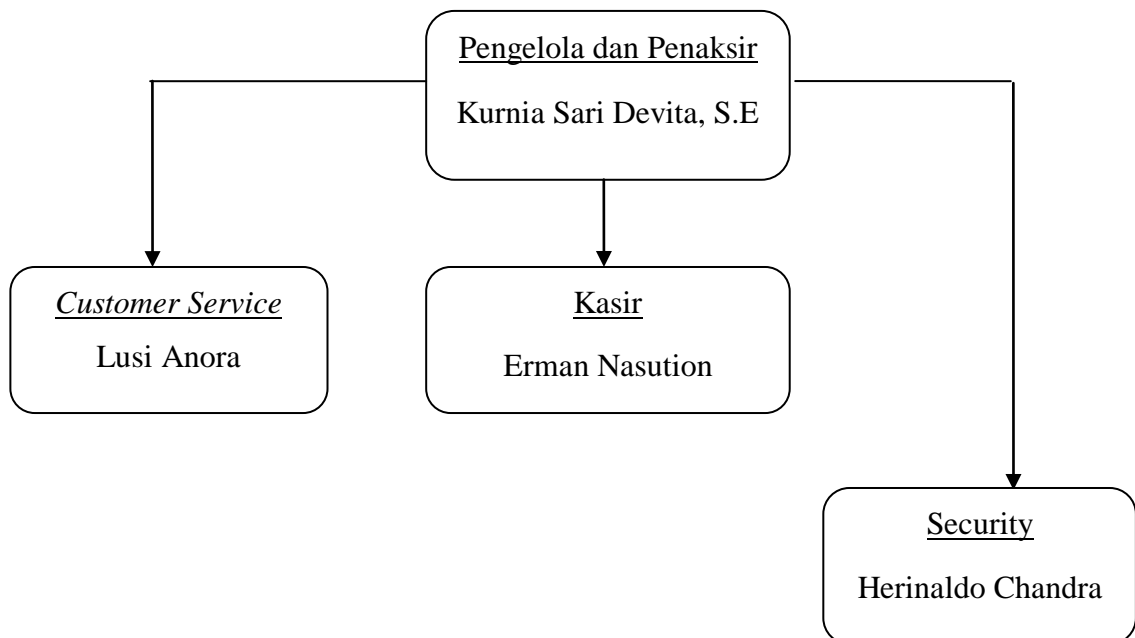 Pengelola dan Penaksir
Kurnia Sari Devita, S.E
Customer Service
Lusi Anora
Kasir
Erman Nasution
Security
Herinaldo Chandra